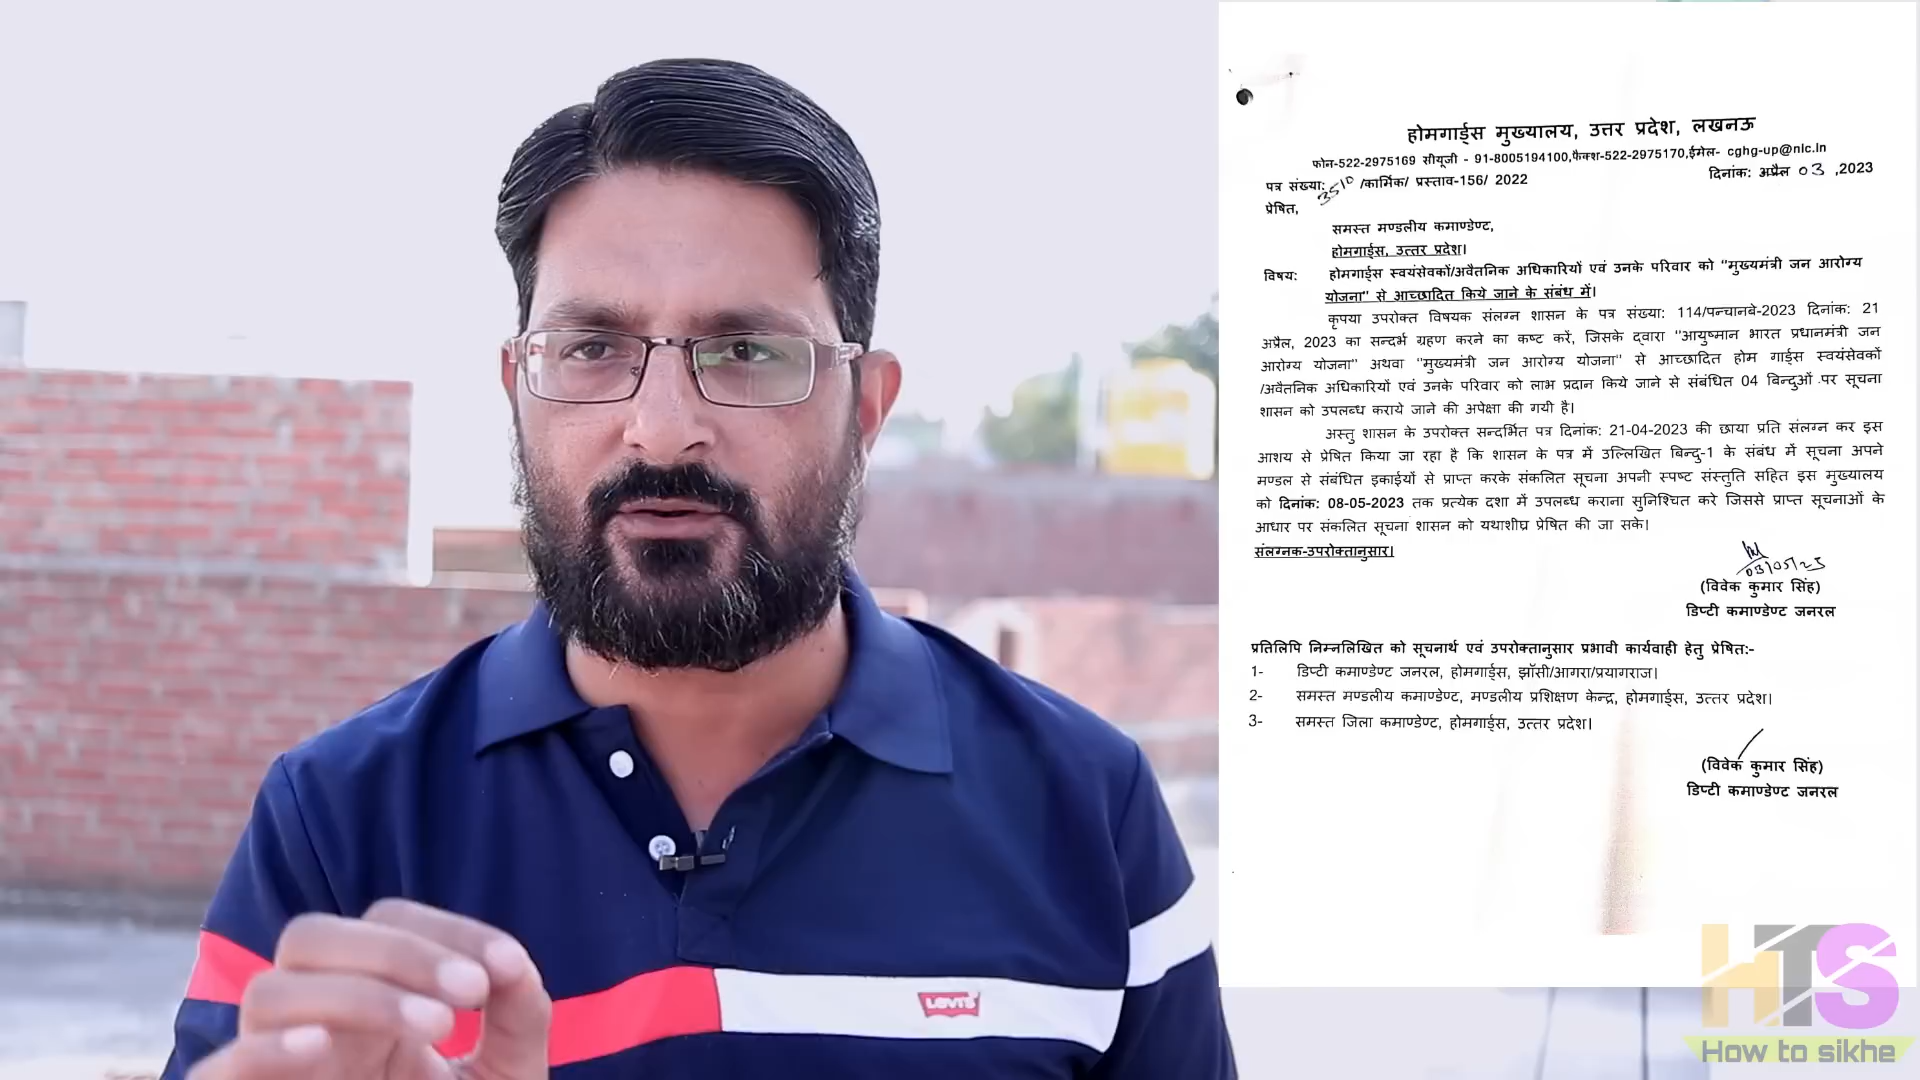 होमगार्ड्स मुख्यालय, उत्तर प्रदेश, लखनऊ
फोन-522-2975169 सीयूजी - 91-8005194100,फैक्श-522-2975170,ईमेल- cghg-up@nic.in
पत्र संख्या: 3510 /कार्मिक/ प्रस्ताव-156/ 2022
दिनांक: अप्रैल 03 ,2023
प्रेषित,
समस्त मण्डलीय कमाण्डेण्ट,
होमगार्ड्स, उत्तर प्रदेश।
विषय: होमगार्ड्स स्वयंसेवकों/अवैतनिक अधिकारियों एवं उनके परिवार को "मुख्यमंत्री जन आरोग्य
योजना" से आच्छादित किये जाने के संबंध में।
कृपया उपरोक्त विषयक संलग्न शासन के पत्र संख्या: 114/पन्चानबे-2023 दिनांक: 21
अप्रैल, 2023 का सन्दर्भ ग्रहण करने का कष्ट करें, जिसके द्वारा "आयुष्मान भारत प्रधानमंत्री जन
आरोग्य योजना" अथवा "मुख्यमंत्री जन आरोग्य योजना" से आच्छादित होम गार्ड्स स्वयंसेवकों
/अवैतनिक अधिकारियों एवं उनके परिवार को लाभ प्रदान किये जाने से संबंधित 04 बिन्दुओं पर सूचना
शासन को उपलब्ध कराये जाने की अपेक्षा की गयी है।
अस्तु शासन के उपरोक्त सन्दर्भित पत्र दिनांक: 21-04-2023 की छाया प्रति संलग्न कर इस
आशय से प्रेषित किया जा रहा है कि शासन के पत्र में उल्लिखित बिन्दु-1 के संबंध में सूचना अपने
मण्डल से संबंधित इकाईयों से प्राप्त करके संकलित सूचना अपनी स्पष्ट संस्तुति सहित इस मुख्यालय
को दिनांक: 08-05-2023 तक प्रत्येक दशा में उपलब्ध कराना सुनिश्चित करे जिससे प्राप्त सूचनाओं के
आधार पर संकलित सूचना शासन को यथाशीघ्र प्रेषित की जा सके।
संलग्नक-उपरोक्तानुसार।
03/05/23
(विवेक कुमार सिंह)
डिप्टी कमाण्डेण्ट जनरल
प्रतिलिपि निम्नलिखित को सूचनार्थ एवं उपरोक्तानुसार प्रभावी कार्यवाही हेतु प्रेषित:-
1- डिप्टी कमाण्डेण्ट जनरल, होमगार्ड्स, झाँसी/आगरा/प्रयागराज।
2- समस्त मण्डलीय कमाण्डेण्ट, मण्डलीय प्रशिक्षण केन्द्र, होमगार्ड्स, उत्तर प्रदेश।
3- समस्त जिला कमाण्डेण्ट, होमगार्ड्स, उत्तर प्रदेश।
(विवेक कुमार सिंह)
डिप्टी कमाण्डेण्ट जनरल
LEVI'S
HTS
How to sikhe